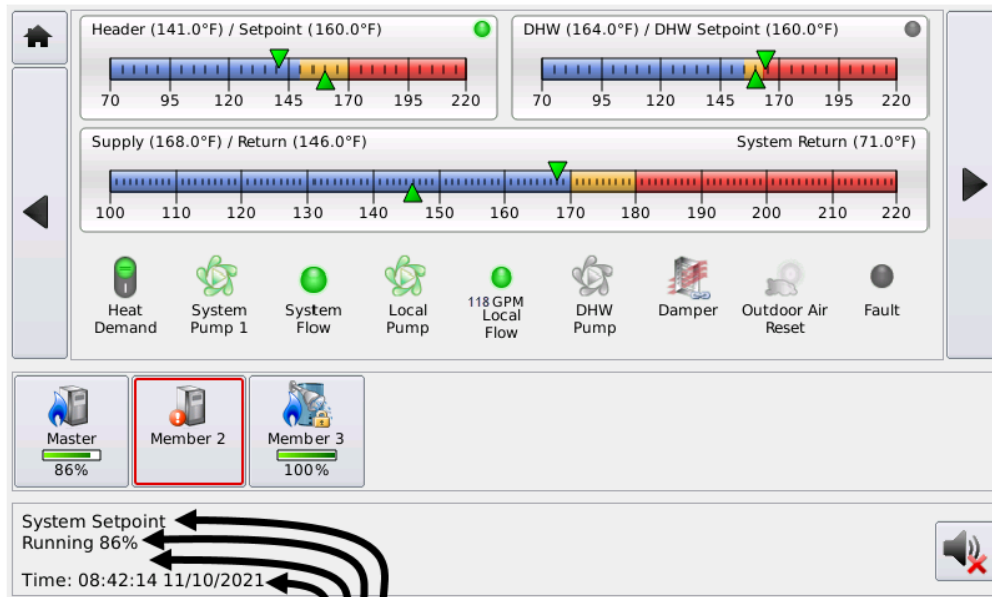 Header (141.0°F) / Setpoint (160.0°F)
DHW (164.0°F) / DHW Setpoint (160.0°F)
70 95 120 145 170 195 220
70 95 120 145 170 195 220
Supply (168.0°F) / Return (146.0°F)
System Return (71.0°F)
100 110 120 130 140 150 160 170 180 190 200 210 220
Heat
Demand
System
Pump 1
System
Flow
Local
Pump
118 GPM
Local
Flow
DHW
Pump
Damper
Outdoor Air
Reset
Fault
Master
86%
Member 2
Member 3
100%
System Setpoint
Running 86%
Time: 08:42:14 11/10/2021